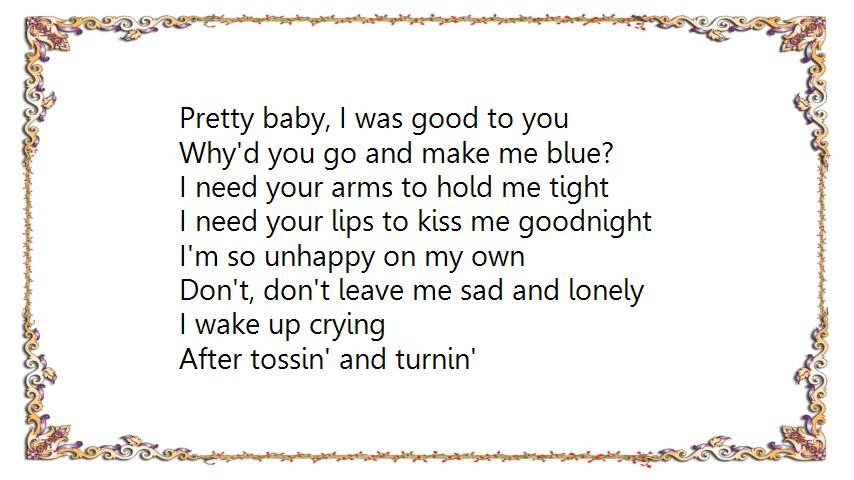 Pretty baby, I was good to you
Why'd you go and make me blue?
I need your arms to hold me tight
I need your lips to kiss me goodnight
I'm so unhappy on my own
Don't, don't leave me sad and lonely
I wake up crying
After tossin' and turnin'